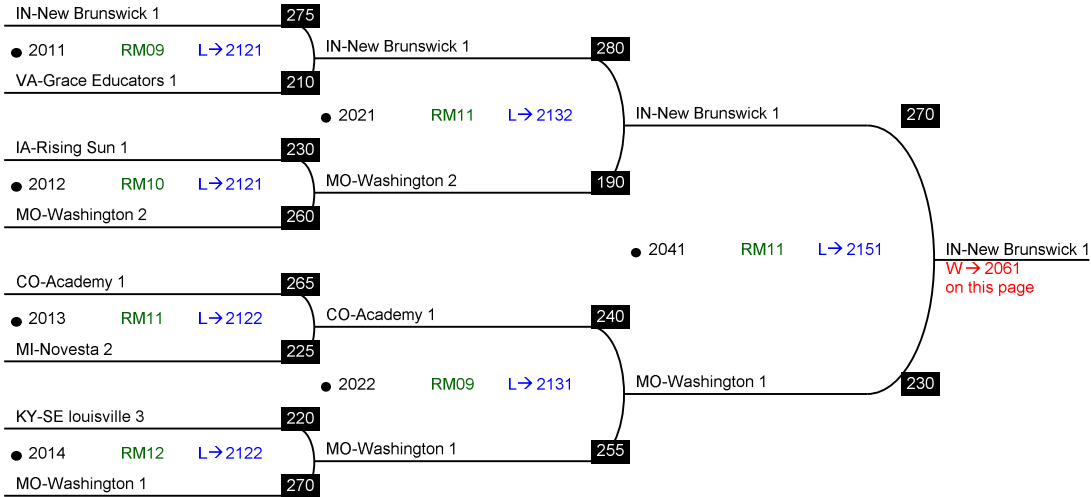 IN-New Brunswick 1 275
2011 RM09 L→2121
VA-Grace Educators 1 210
IA-Rising Sun 1 230
2012 RM10 L→2121
MO-Washington 2 260
CO-Academy 1 265
2013 RM11 L→2122
MI-Novesta 2 225
KY-SE louisville 3 220
2014 RM12 L→2122
MO-Washington 1 270
IN-New Brunswick 1 280
2021 RM11 L→2132
MO-Washington 2 190
CO-Academy 1 240
2022 RM09 L→2131
MO-Washington 1 255
IN-New Brunswick 1 270
2041 RM11 L→2151
MO-Washington 1 230
IN-New Brunswick 1
W→2061
on this page